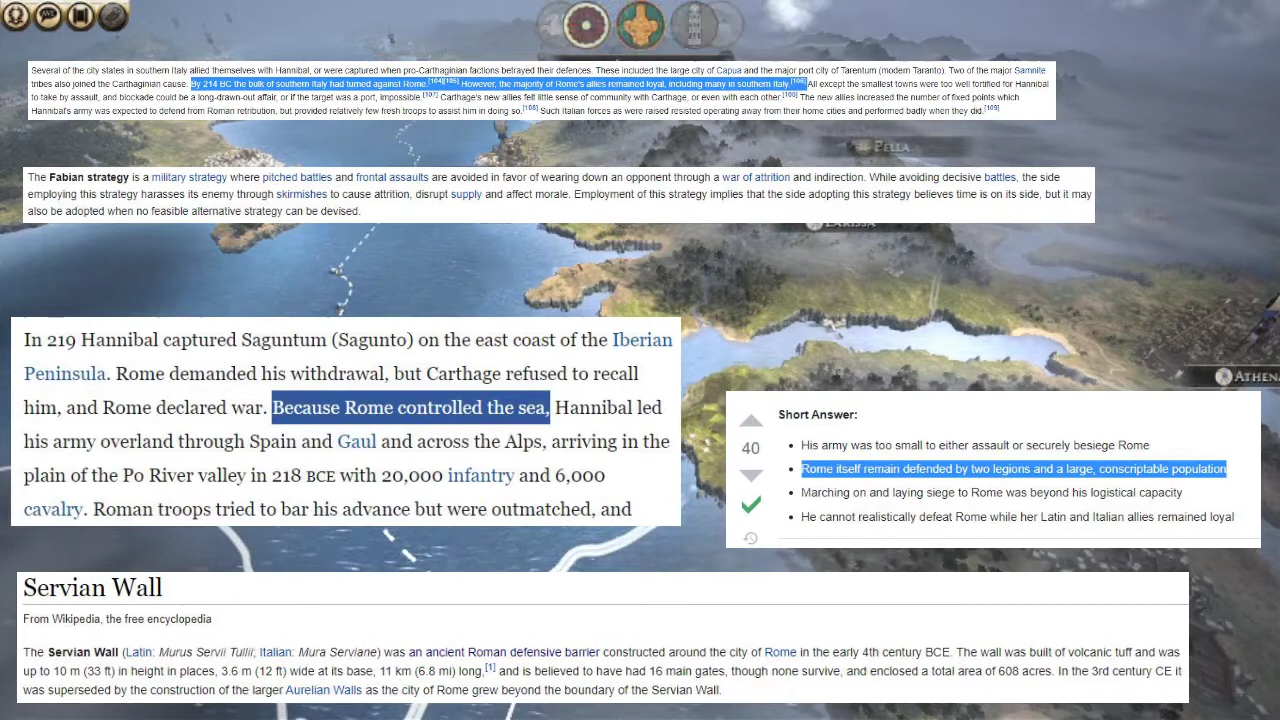 Several of the city states in southern Italy allied themselves with Hannibal, or were captured when pro-Carthaginian factions betrayed their defences. These included the large city of Capua and the major port city of Tarentum (modern Taranto). Two of the major Samnite
tribes also joined the Carthaginian cause. By 214 BC the bulk of southern Italy had turned against Rome.[104][105] However, the majority of Rome's allies remained loyal, including many in southern Italy.[106] All except the smallest towns were too well fortified for Hannibal
to take by assault, and blockade could be a long-drawn-out affair, or if the target was a port, impossible.[107] Carthage's new allies felt little sense of community with Carthage, or even with each other.[106] The new allies increased the number of fixed points which
Hannibal's army was expected to defend from Roman retribution, but provided relatively few fresh troops to assist him in doing so.[108] Such Italian forces as were raised resisted operating away from their home cities and performed badly when they did.[109]
PELLA
The Fabian strategy is a military strategy where pitched battles and frontal assaults are avoided in favor of wearing down an opponent through a war of attrition and indirection. While avoiding decisive battles, the side
employing this strategy harasses its enemy through skirmishes to cause attrition, disrupt supply and affect morale. Employment of this strategy implies that the side adopting this strategy believes time is on its side, but it may
also be adopted when no feasible alternative strategy can be devised.
LARISSA
In 219 Hannibal captured Saguntum (Sagunto) on the east coast of the Iberian
Peninsula. Rome demanded his withdrawal, but Carthage refused to recall
him, and Rome declared war. Because Rome controlled the sea, Hannibal led
his army overland through Spain and Gaul and across the Alps, arriving in the
plain of the Po River valley in 218 BCE with 20,000 infantry and 6,000
cavalry. Roman troops tried to bar his advance but were outmatched, and
ATHENA
Short Answer:
40
• His army was too small to either assault or securely besiege Rome
• Rome itself remain defended by two legions and a large, conscriptable population
• Marching on and laying siege to Rome was beyond his logistical capacity
• He cannot realistically defeat Rome while her Latin and Italian allies remained loyal
Servian Wall
From Wikipedia, the free encyclopedia
The Servian Wall (Latin: Murus Servii Tullii; Italian: Mura Serviane) was an ancient Roman defensive barrier constructed around the city of Rome in the early 4th century BCE. The wall was built of volcanic tuff and was
up to 10 m (33 ft) in height in places, 3.6 m (12 ft) wide at its base, 11 km (6.8 mi) long,[1] and is believed to have had 16 main gates, though none survive, and enclosed a total area of 608 acres. In the 3rd century CE it
was superseded by the construction of the larger Aurelian Walls as the city of Rome grew beyond the boundary of the Servian Wall.